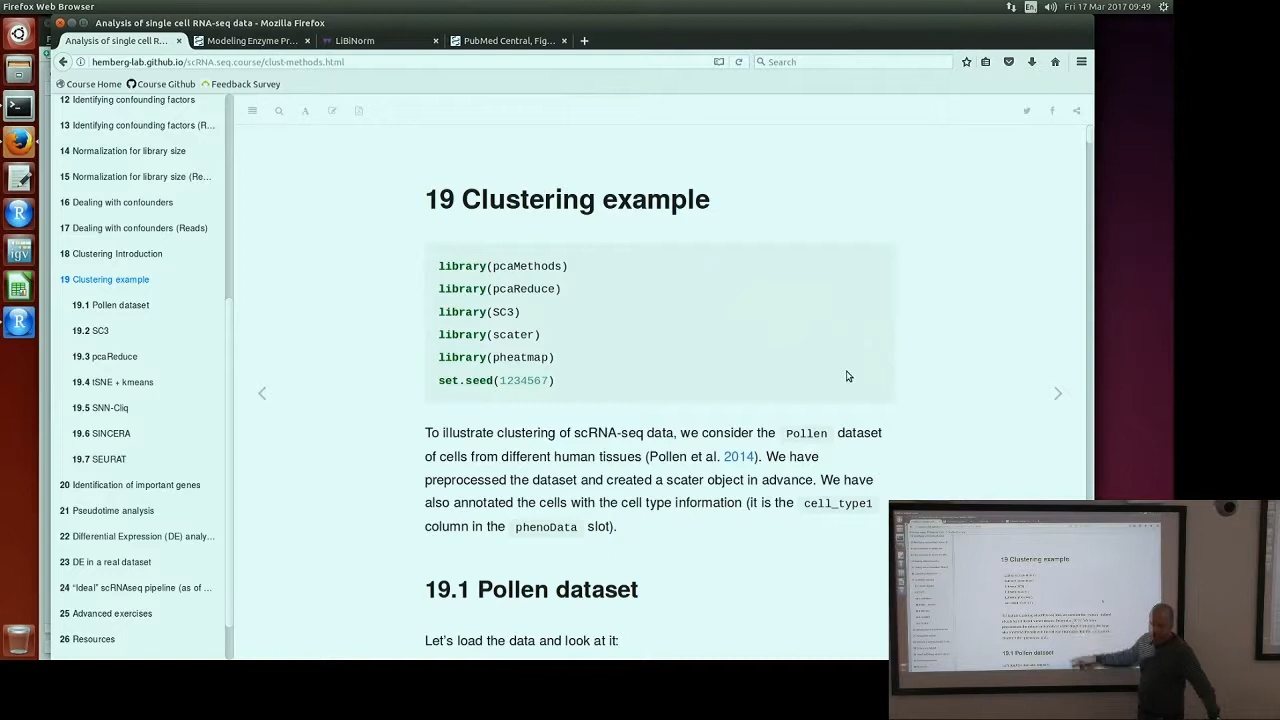 Firefox Web Browser
En
Fri 17 Mar 2017 09:49
Analysis of single cell RNA-seq data - Mozilla Firefox
Analysis of single cell R... ×
Modeling Enzyme Pr... ×
LiBiNorm ×
PubMed Central, Fig... ×
hemberg-lab.github.io/scRNA.seq.course/clust-methods.html
Search
Course Home
Course Github
Feedback Survey
12 Identifying confounding factors
13 Identifying confounding factors (R...
14 Normalization for library size
15 Normalization for library size (Re...
16 Dealing with confounders
17 Dealing with confounders (Reads)
18 Clustering Introduction
19 Clustering example
19.1 Pollen dataset
19.2 SC3
19.3 pcaReduce
19.4 tSNE + kmeans
19.5 SNN-Cliq
19.6 SINCERA
19.7 SEURAT
20 Identification of important genes
21 Pseudotime analysis
22 Differential Expression (DE) analy...
23 DE in a real dataset
24 “Ideal” scRNAseq pipeline (as of ...
25 Advanced exercises
26 Resources
19 Clustering example
library(pcaMethods)
library(pcaReduce)
library(SC3)
library(scater)
library(pheatmap)
set.seed(1234567)
To illustrate clustering of scRNA-seq data, we consider the Pollen dataset
of cells from different human tissues (Pollen et al. 2014). We have
preprocessed the dataset and created a scater object in advance. We have
also annotated the cells with the cell type information (it is the cell_type1
column in the phenoData slot).
19.1 Pollen dataset
Let’s load the data and look at it:
igv
19 Clustering example
19.1 Pollen dataset